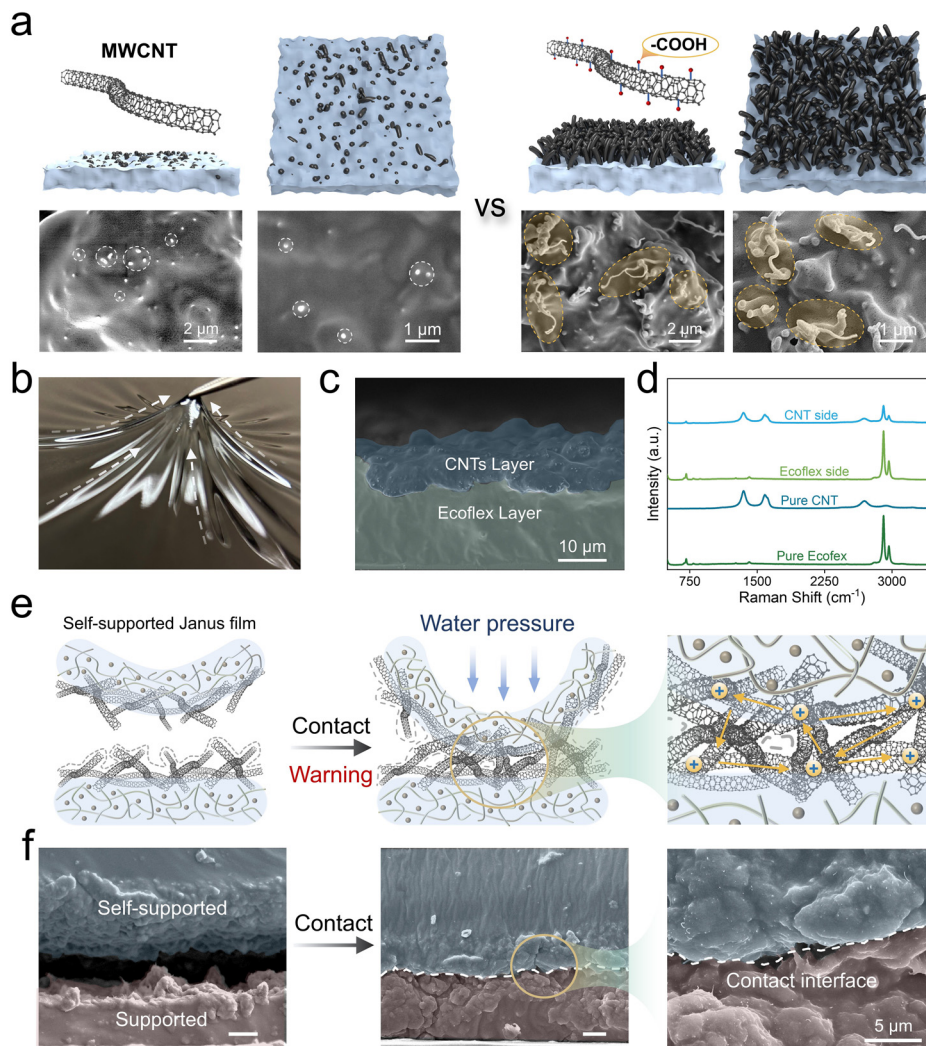 a
MWCNT
-COOH
vs
2 µm
1 µm
2 µm
1 µm
b
c
CNTs Layer
Ecoflex Layer
10 µm
d
Intensity (a.u.)
CNT side
Ecoflex side
Pure CNT
Pure Ecofex
750
1500
2250
3000
Raman Shift (cm-1)
e
Self-supported Janus film
Contact
Warning
Water pressure
+
+
+
+
+
+
f
Self-supported
Supported
Contact
Contact interface
5 µm